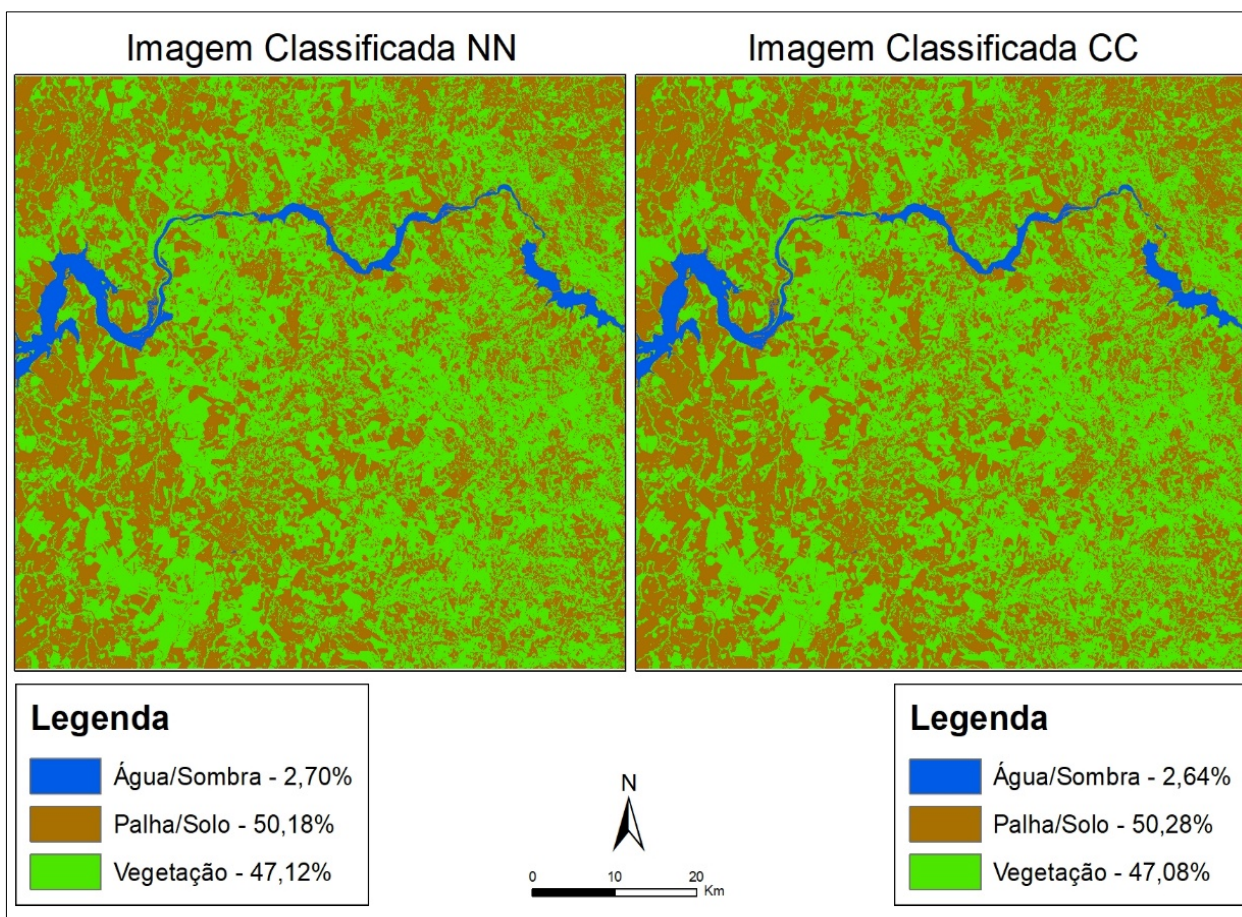 Imagem Classificada NN
Imagem Classificada CC
Legenda
Água/Sombra - 2,70%
Palha/Solo - 50,18%
Vegetação - 47,12%
N
0 10 20
Km
Legenda
Água/Sombra - 2,64%
Palha/Solo - 50,28%
Vegetação - 47,08%